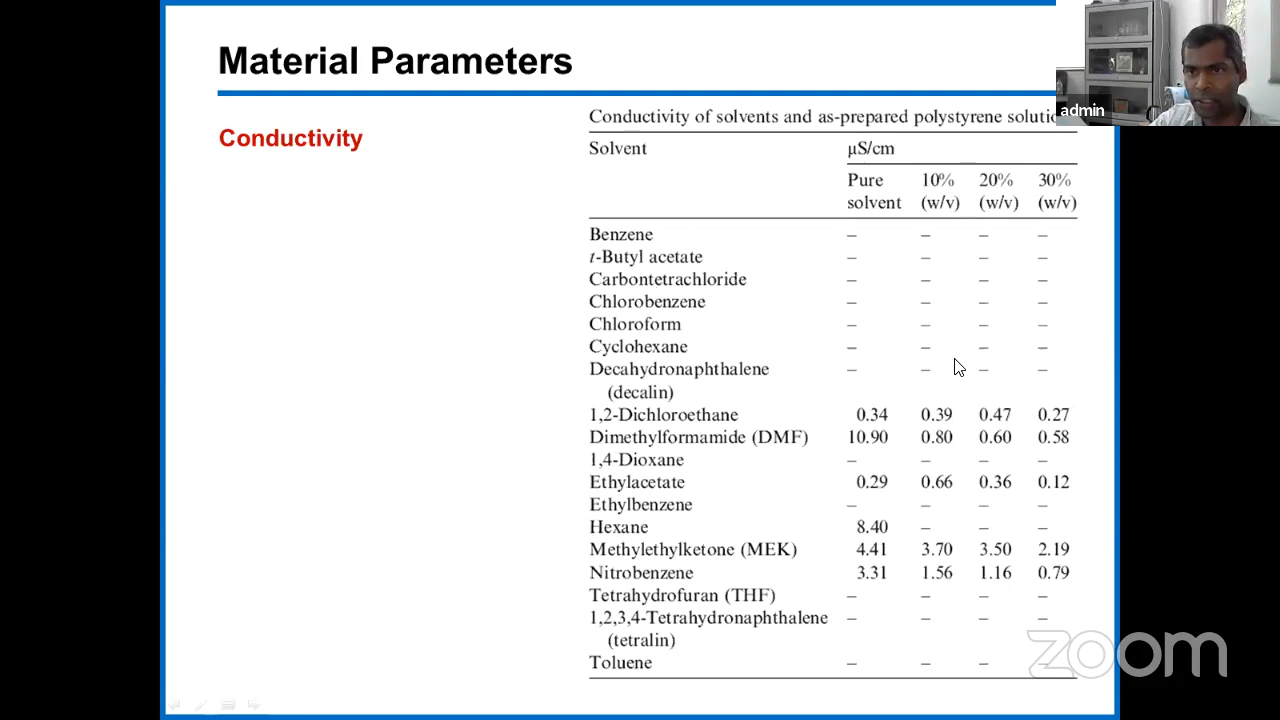 Material Parameters
admin
Conductivity
Conductivity of solvents and as-prepared polystyrene
Solvent μS/cm
Pure solvent 10% (w/v) 20% (w/v) 30% (w/v)
Benzene – – – –
t-Butyl acetate – – – –
Carbontetrachloride – – – –
Chlorobenzene – – – –
Chloroform – – – –
Cyclohexane – – – –
Decahydronaphthalene – – – –
(decalin)
1,2-Dichloroethane 0.34 0.39 0.47 0.27
Dimethylformamide (DMF) 10.90 0.80 0.60 0.58
1,4-Dioxane – – – –
Ethylacetate 0.29 0.66 0.36 0.12
Ethylbenzene – – – –
Hexane 8.40 – – –
Methylethylketone (MEK) 4.41 3.70 3.50 2.19
Nitrobenzene 3.31 1.56 1.16 0.79
Tetrahydrofuran (THF) – – – –
1,2,3,4-Tetrahydronaphthalene – – – –
(tetralin)
Toluene – – – –
zoom